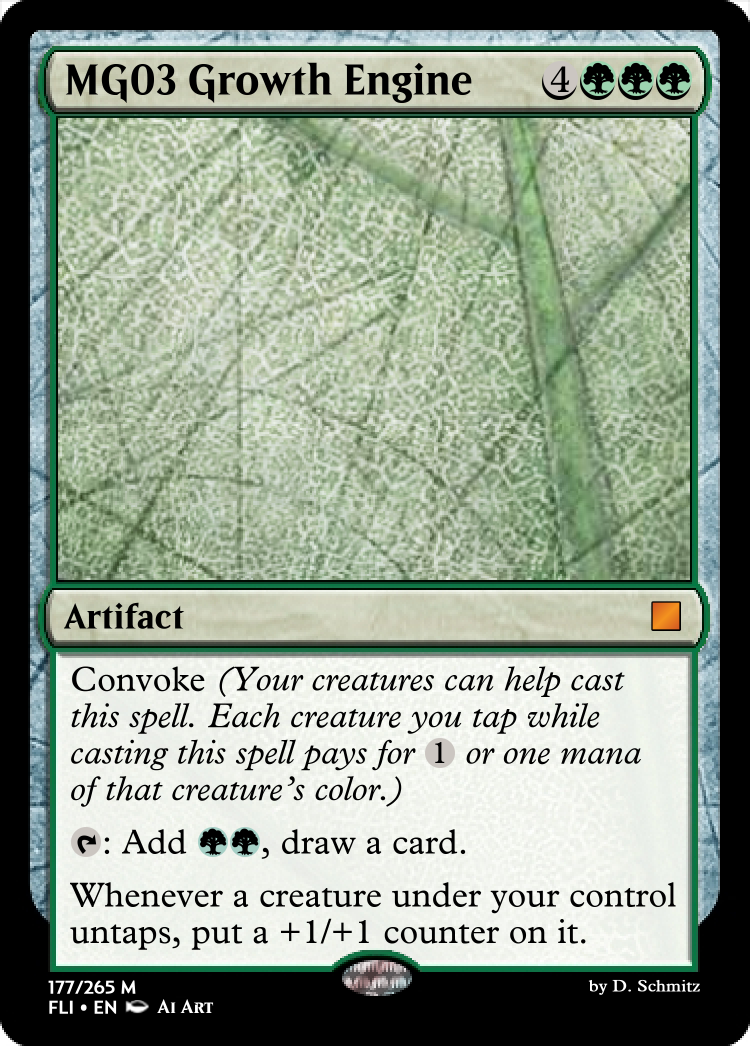 MG03 Growth Engine 4
Artifact
Convoke (Your creatures can help cast
this spell. Each creature you tap while
casting this spell pays for 1 or one mana
of that creature's color.)
: Add , draw a card.
Whenever a creature under your control
untaps, put a +1/+1 counter on it.
177/265 M
by D. Schmitz
FLI • EN AI ART